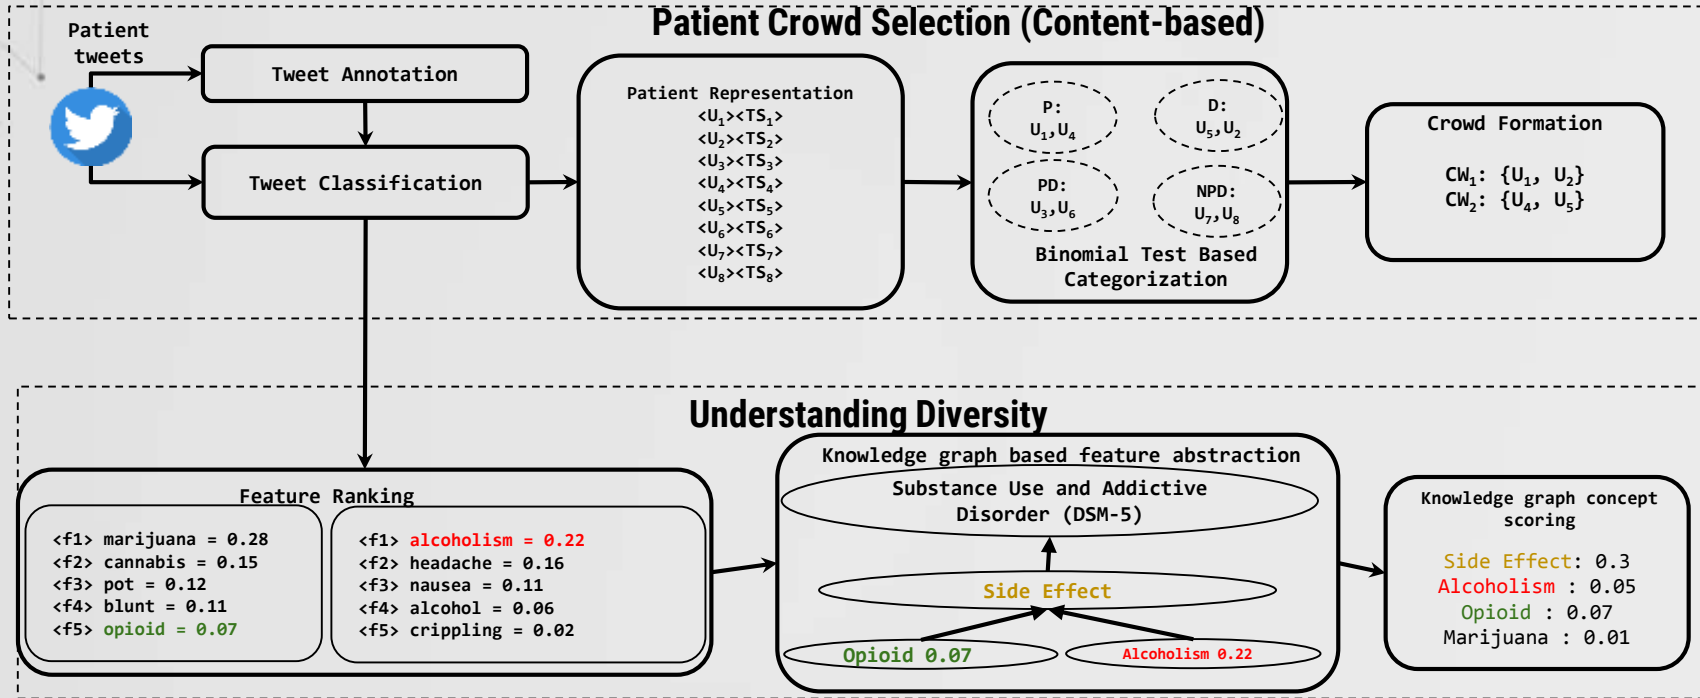 Patient Crowd Selection (Content-based)
Patient
tweets
Tweet Annotation
Tweet Classification
Patient Representation
<U1><TS1>
<U2><TS2>
<U3><TS3>
<U4><TS4>
<U5><TS5>
<U6><TS6>
<U7><TS7>
<U8><TS8>
P:
U1,U4
D:
U5,U2
PD:
U3,U6
NPD:
U7,U8
Binomial Test Based
Categorization
Crowd Formation
CW1: {U1, U2}
CW2: {U4, U5}
Understanding Diversity
Feature Ranking
<f1> marijuana = 0.28
<f2> cannabis = 0.15
<f3> pot = 0.12
<f4> blunt = 0.11
<f5> opioid = 0.07
<f1> alcoholism = 0.22
<f2> headache = 0.16
<f3> nausea = 0.11
<f4> alcohol = 0.06
<f5> crippling = 0.02
Knowledge graph based feature abstraction
Substance Use and Addictive
Disorder (DSM-5)
Side Effect
Opioid 0.07
Alcoholism 0.22
Knowledge graph concept
scoring
Side Effect: 0.3
Alcoholism : 0.05
Opioid : 0.07
Marijuana : 0.01